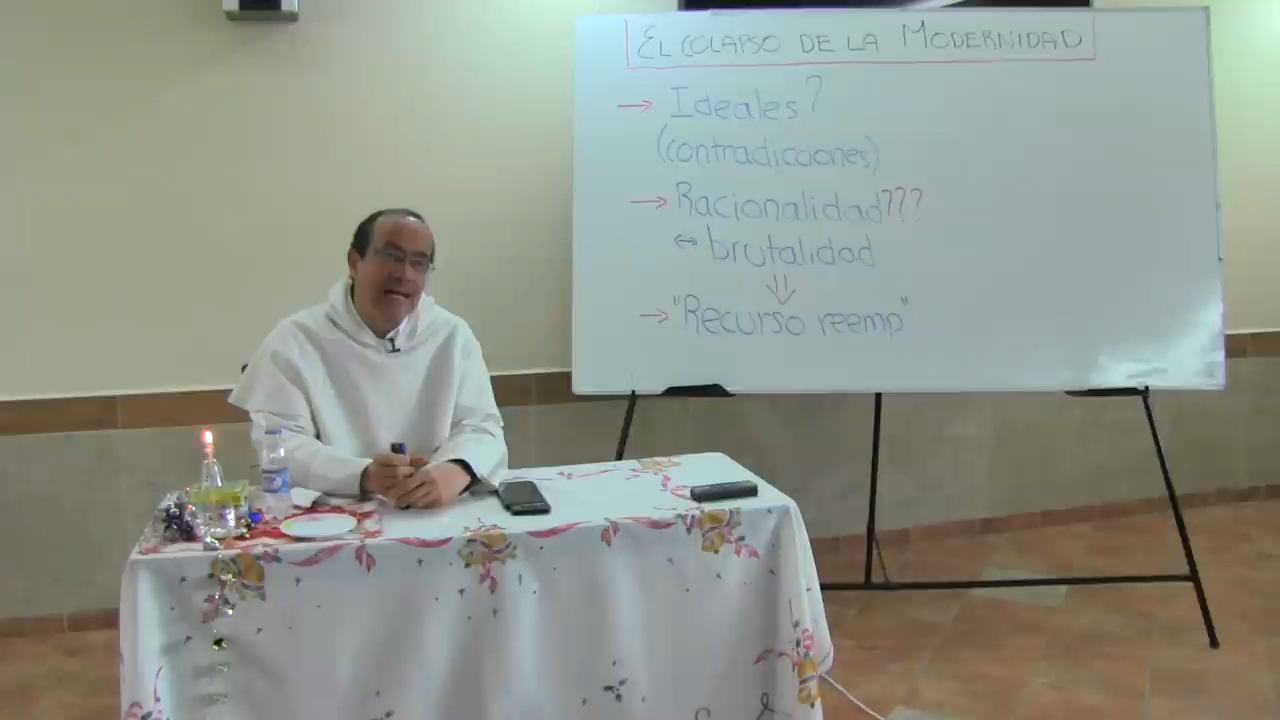 EL COLAPSO DE LA MODERNIDAD
→ Ideales?
(contradicciones)
→ Racionalidad???
↔ brutalidad
⇓
→ "Recurso reemp"